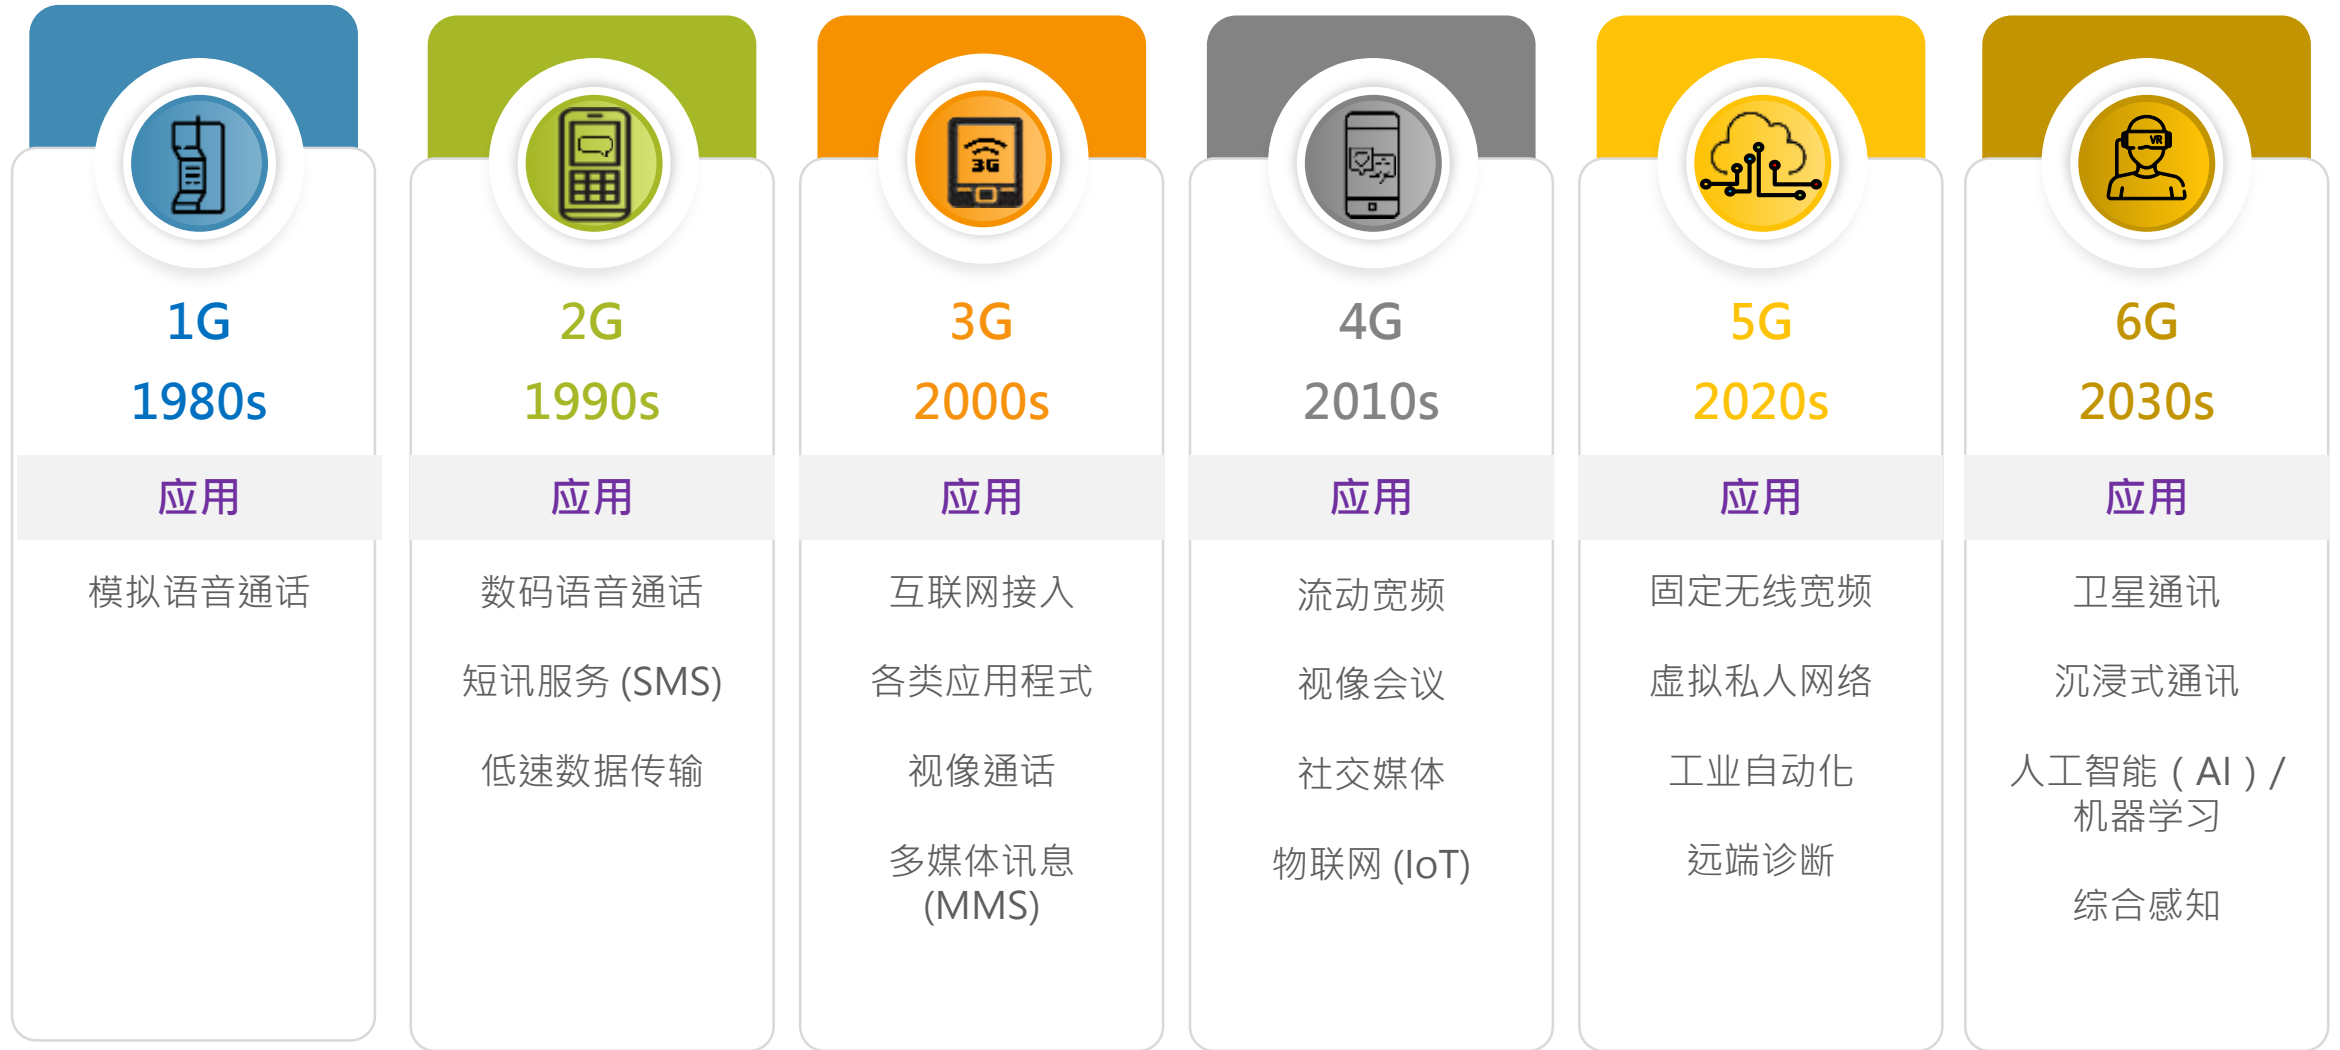 1G
1980s
应用
模拟语音通话
2G
1990s
应用
数码语音通话
短讯服务 (SMS)
低速数据传输
3G
3G
2000s
应用
互联网接入
各类应用程式
视像通话
多媒体讯息
(MMS)
4G
2010s
应用
流动宽频
视像会议
社交媒体
物联网 (IoT)
5G
2020s
应用
固定无线宽频
虚拟私人网络
工业自动化
远端诊断
VR
6G
2030s
应用
卫星通讯
沉浸式通讯
人工智能 ( AI ) /
机器学习
综合感知